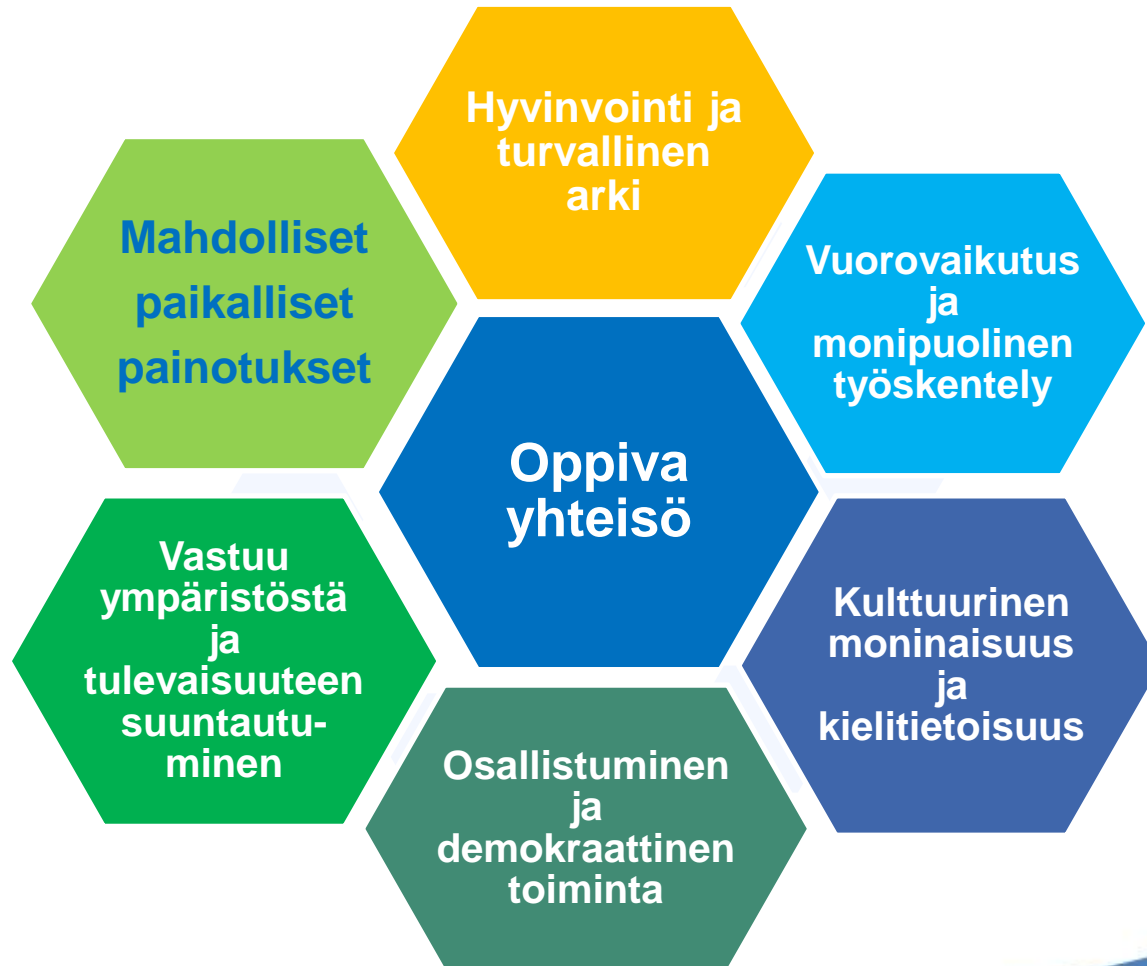 Hyvinvointi ja
turvallinen
arki
Mahdolliset
paikalliset
painotukset
Vuorovaikutus
ja
monipuolinen
työskentely
Oppiva
yhteisö
Vastuu
ympäristöstä
ja
tulevaisuuteen
suuntautu-
minen
Kulttuurinen
moninaisuus
ja
kielitietoisuus
Osallistuminen
ja
demokraattinen
toiminta